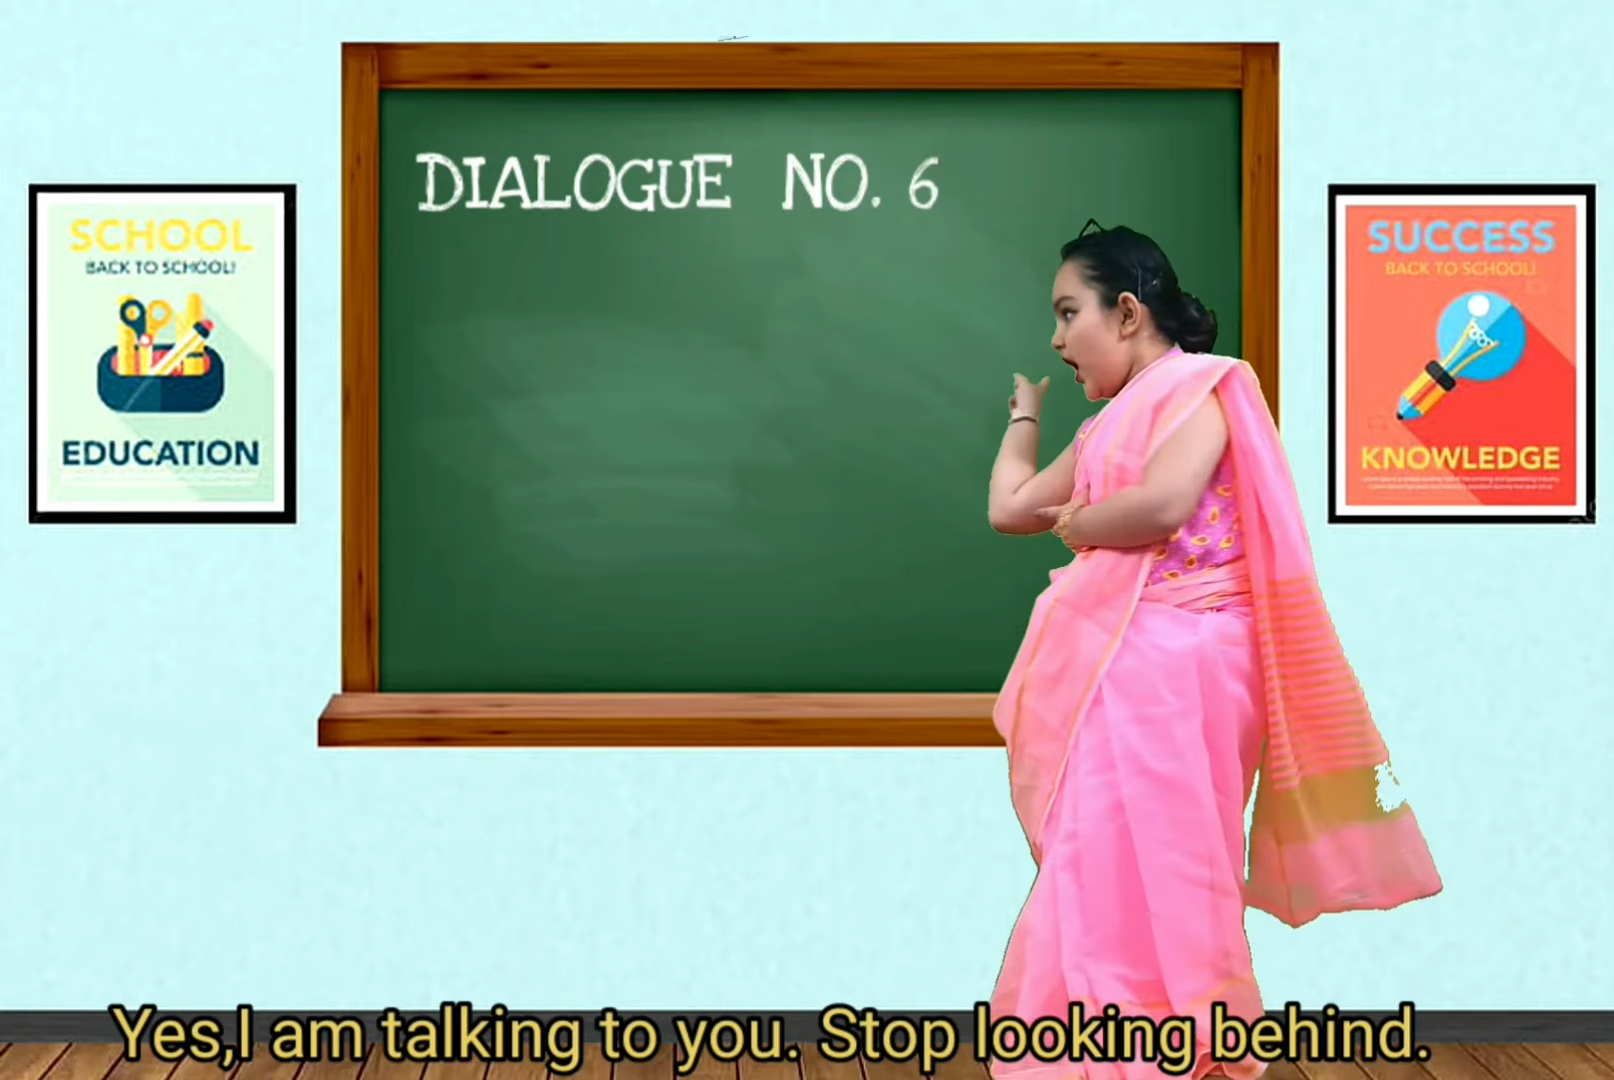 DIALOGUE NO. 6
SCHOOL
BACK TO SCHOOL!
EDUCATION
SUCCESS
BACK TO SCHOOL!
KNOWLEDGE
Yes,I am talking to you. Stop looking behind.